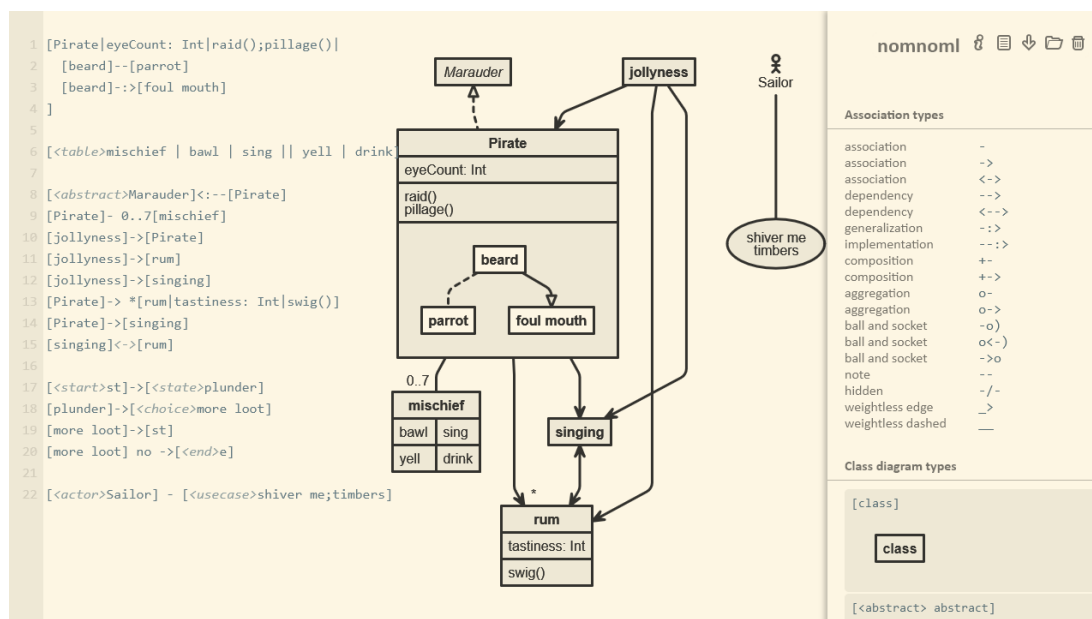 1 [Pirate|eyeCount: Int|raid();pillage()|
2 [beard]--[parrot]
3 [beard]-:>[foul mouth]
4 ]
5
6 [<table>mischief | bawl | sing || yell | drink]
7
8 [<abstract>Marauder]<:--[Pirate]
9 [Pirate]- 0..7[mischief]
10 [jollyness]->[Pirate]
11 [jollyness]->[rum]
12 [jollyness]->[singing]
13 [Pirate]-> *[rum|tastiness: Int|swig()]
14 [Pirate]->[singing]
15 [singing]<->[rum]
16
17 [<start>st]->[<state>plunder]
18 [plunder]->[<choice>more loot]
19 [more loot]->[st]
20 [more loot] no ->[<end>e]
21
22 [<actor>Sailor] - [<usecase>shiver me;timbers]
Marauder
jollyness
Sailor
Pirate
eyeCount: Int
raid()
pillage()
beard
parrot
foul mouth
shiver me
timbers
0..7
mischief
bawl sing
yell drink
singing
*
rum
tastiness: Int
swig()
nomnoml
Association types
association -
association ->
association <->
dependency -->
dependency <-->
generalization -:>
implementation --:>
composition +-
composition +->
aggregation o-
aggregation o->
ball and socket -o)
ball and socket o<-)
ball and socket ->o
note --
hidden -/-
weightless edge _>
weightless dashed __
Class diagram types
[class]
class
[<abstract> abstract]